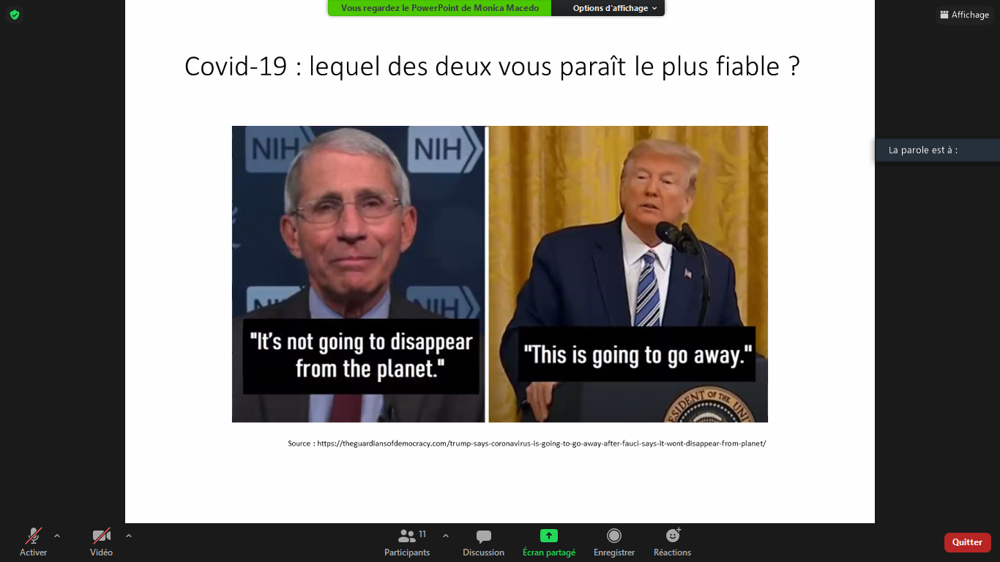 Vous regardez le PowerPoint de Monica Macedo
Options d'affichage
Affichage
Covid-19 : lequel des deux vous paraît le plus fiable ?
NIH
NIH
La parole est à :
"It's not going to disappear
from the planet."
"This is going to go away."
Source : https://theguardiansofdemocracy.com/trump-says-coronavirus-is-going-to-go-away-after-fauci-says-it-wont-disappear-from-planet/
Activer
Vidéo
11
Participants
Discussion
Écran partagé
Enregistrer
Réactions
Quitter